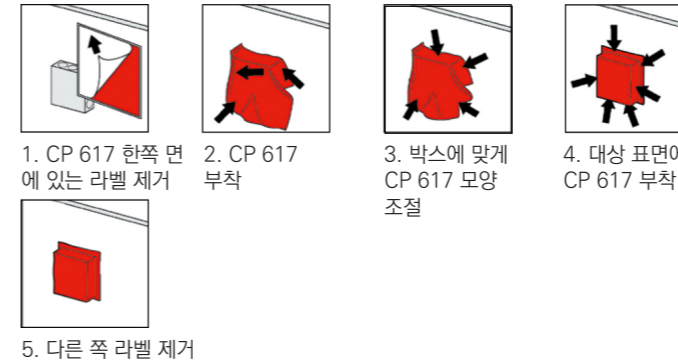 1. CP 617 한쪽 면
에 있는 라벨 제거
2. CP 617
부착
3. 박스에 맞게
CP 617 모양
조절
4. 대상 표면에
CP 617 부착
5. 다른 쪽 라벨 제거